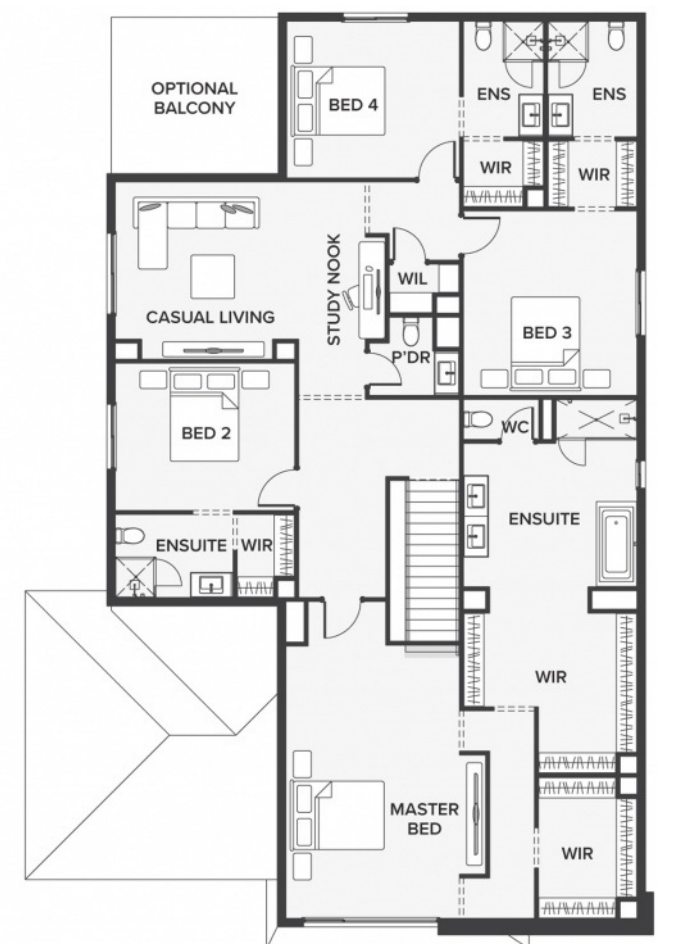 OPTIONAL
BALCONY
BED 4
ENS
ENS
WIR
WIR
STUDY NOOK
WIL
CASUAL LIVING
BED 3
P'DR
BED 2
WC
ENSUITE
ENSUITE
WIR
WIR
MASTER
BED
WIR